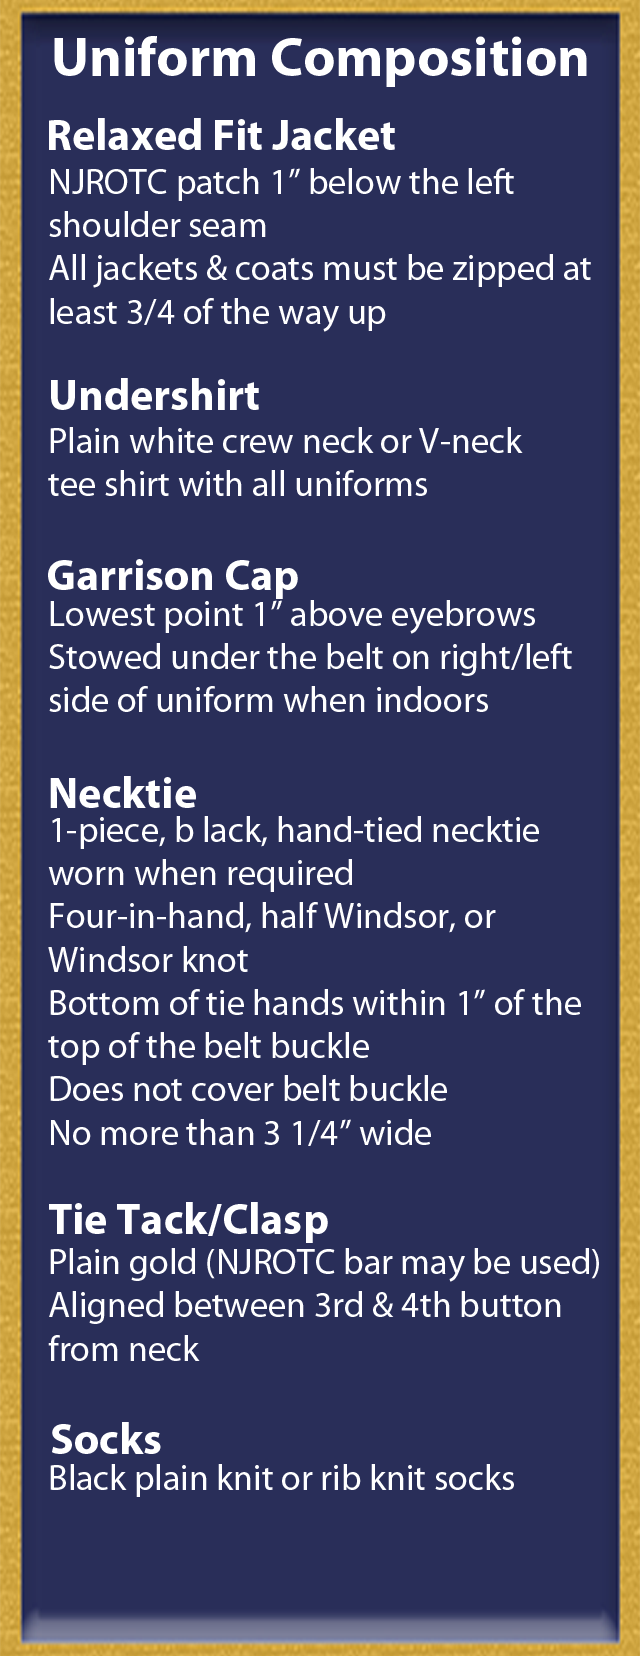 Uniform Composition
Relaxed Fit Jacket
NJROTC patch 1” below the left
shoulder seam
All jackets & coats must be zipped at
least 3/4 of the way up
Undershirt
Plain white crew neck or V-neck
tee shirt with all uniforms
Garrison Cap
Lowest point 1” above eyebrows
Stowed under the belt on right/left
side of uniform when indoors
Necktie
1-piece, b lack, hand-tied necktie
worn when required
Four-in-hand, half Windsor, or
Windsor knot
Bottom of tie hands within 1” of the
top of the belt buckle
Does not cover belt buckle
No more than 3 1/4” wide
Tie Tack/Clasp
Plain gold (NJROTC bar may be used)
Aligned between 3rd & 4th button
from neck
Socks
Black plain knit or rib knit socks